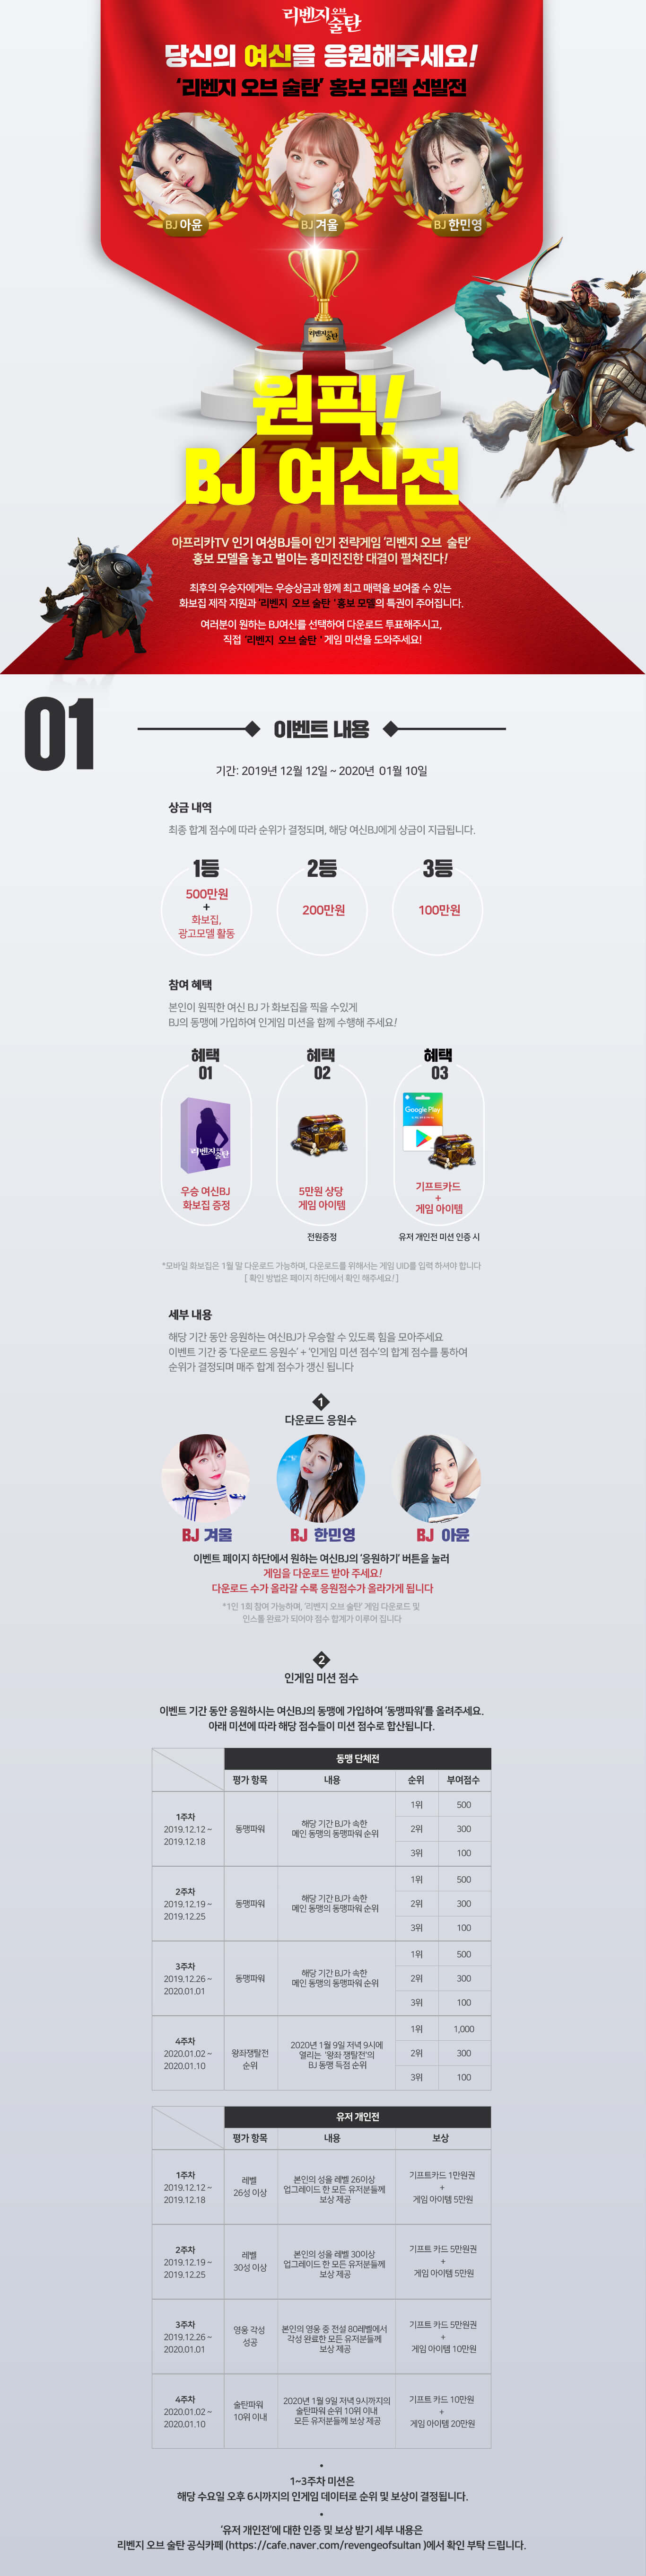 리벤지 오브 술탄
당신의 여신을 응원해주세요!
‘리벤지 오브 술탄’ 홍보 모델 선발전
BJ 아윤
BJ 겨울
BJ 한민영
리벤지 오브 술탄
원픽!
BJ 여신전
아프리카TV 인기 여성BJ들이 인기 전략게임 ‘리벤지 오브 술탄’
홍보 모델을 놓고 벌이는 흥미진진한 대결이 펼쳐진다!
최후의 우승자에게는 우승상금과 함께 최고 매력을 보여줄 수 있는
화보집 제작 지원과 ‘리벤지 오브 술탄 ’ 홍보 모델의 특권이 주어집니다.
여러분이 원하는 BJ여신를 선택하여 다운로드 투표해주시고,
직접 ‘리벤지 오브 술탄 ’ 게임 미션을 도와주세요!
01
이벤트 내용
기간: 2019년 12월 12일 ~ 2020년 01월 10일
상금 내역
최종 합계 점수에 따라 순위가 결정되며, 해당 여신BJ에게 상금이 지급됩니다.
1등
500만원
+
화보집,
광고모델 활동
2등
200만원
3등
100만원
참여 혜택
본인이 원픽한 여신 BJ 가 화보집을 찍을 수있게
BJ의 동맹에 가입하여 인게임 미션을 함께 수행해 주세요!
혜택
01
리벤지 오브 술탄
우승 여신BJ
화보집 증정
혜택
02
5만원 상당
게임 아이템
전원증정
혜택
03
Google Play
기프트카드
+
게임 아이템
유저 개인전 미션 인증 시
*모바일 화보집은 1월 말 다운로드 가능하며, 다운로드를 위해서는 게임 UID를 입력 하셔야 합니다
[ 확인 방법은 페이지 하단에서 확인 해주세요! ]
세부 내용
해당 기간 동안 응원하는 여신BJ가 우승할 수 있도록 힘을 모아주세요
이벤트 기간 중 ‘다운로드 응원수’ + ‘인게임 미션 점수’의 합계 점수를 통하여
순위가 결정되며 매주 합계 점수가 갱신 됩니다
1
다운로드 응원수
BJ 겨울
BJ 한민영
BJ 아윤
이벤트 페이지 하단에서 원하는 여신BJ의 ‘응원하기’ 버튼을 눌러
게임을 다운로드 받아 주세요!
다운로드 수가 올라갈 수록 응원점수가 올라가게 됩니다
*1인 1회 참여 가능하며, ‘리벤지 오브 술탄’ 게임 다운로드 및
인스톨 완료가 되어야 점수 합계가 이루어 집니다
2
인게임 미션 점수
이벤트 기간 동안 응원하시는 여신BJ의 동맹에 가입하여 ‘동맹파워’를 올려주세요.
아래 미션에 따라 해당 점수들이 미션 점수로 합산됩니다.
동맹 단체전
평가 항목 내용 순위 부여점수
1주차
2019.12.12 ~
2019.12.18
동맹파워
해당 기간 BJ가 속한
메인 동맹의 동맹파워 순위
1위 500
2위 300
3위 100
2주차
2019.12.19 ~
2019.12.25
동맹파워
해당 기간 BJ가 속한
메인 동맹의 동맹파워 순위
1위 500
2위 300
3위 100
3주차
2019.12.26 ~
2020.01.01
동맹파워
해당 기간 BJ가 속한
메인 동맹의 동맹파워 순위
1위 500
2위 300
3위 100
4주차
2020.01.02 ~
2020.01.10
왕좌쟁탈전
순위
2020년 1월 9일 저녁 9시에
열리는 '왕좌 쟁탈전'의
BJ 동맹 득점 순위
1위 1,000
2위 300
3위 100
유저 개인전
평가 항목 내용 보상
1주차
2019.12.12 ~
2019.12.18
레벨
26성 이상
본인의 성을 레벨 26이상
업그레이드 한 모든 유저분들께
보상 제공
기프트카드 1만원권
+
게임 아이템 5만원
2주차
2019.12.19 ~
2019.12.25
레벨
30성 이상
본인의 성을 레벨 30이상
업그레이드 한 모든 유저분들께
보상 제공
기프트 카드 5만원권
+
게임 아이템 5만원
3주차
2019.12.26 ~
2020.01.01
영웅 각성
성공
본인의 영웅 중 전설 80레벨에서
각성 완료한 모든 유저분들께
보상 제공
기프트 카드 5만원권
+
게임 아이템 10만원
4주차
2020.01.02 ~
2020.01.10
술탄파워
10위 이내
2020년 1월 9일 저녁 9시까지의
술탄파워 순위 10위 이내
모든 유저분들께 보상 제공
기프트 카드 10만원
+
게임 아이템 20만원
1~3주차 미션은
해당 수요일 오후 6시까지의 인게임 데이터로 순위 및 보상이 결정됩니다.
‘유저 개인전’에 대한 인증 및 보상 받기 세부 내용은
리벤지 오브 술탄 공식카페 (https://cafe.naver.com/revengeofsultan )에서 확인 부탁 드립니다.